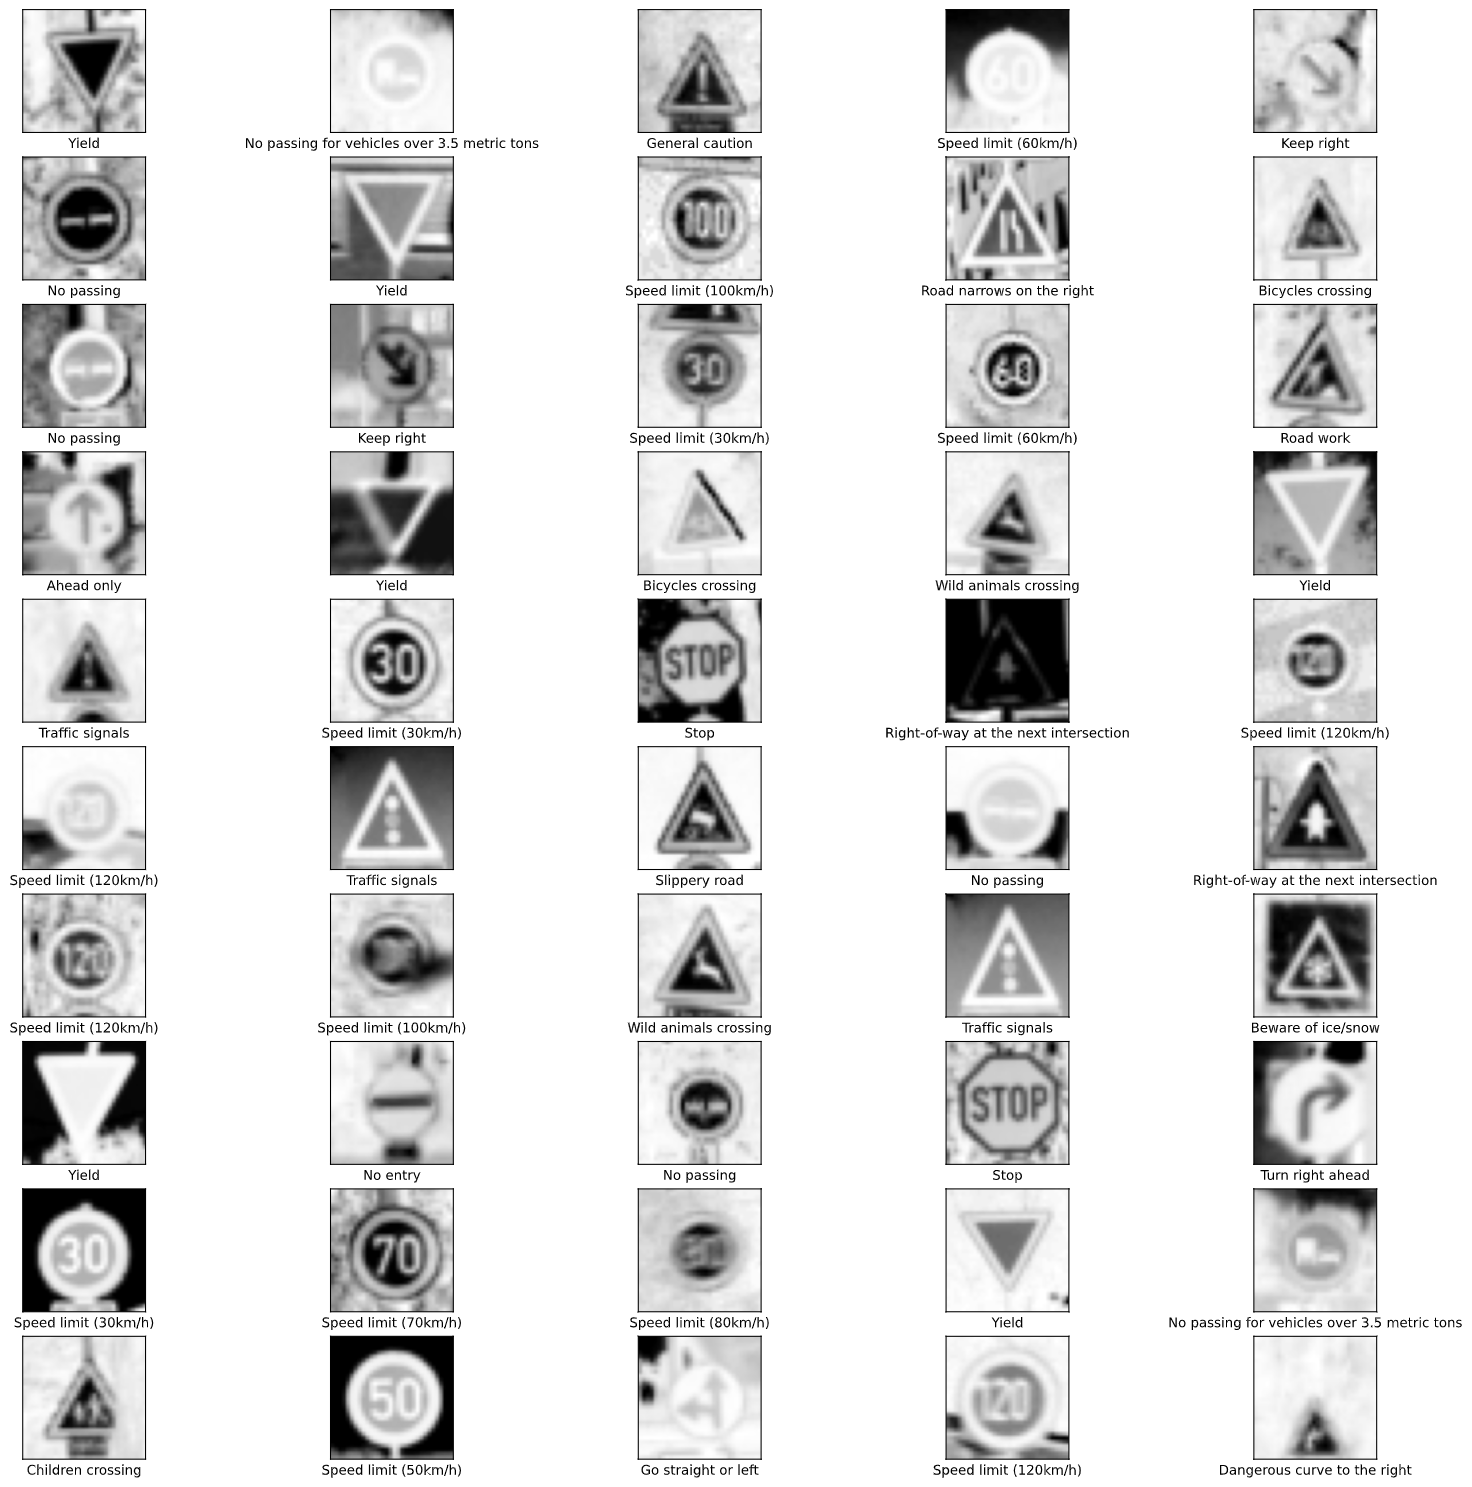 Yield
No passing for vehicles over 3.5 metric tons
General caution
60
Speed limit (60km/h)
Keep right
No passing
Yield
100
Speed limit (100km/h)
Road narrows on the right
Bicycles crossing
No passing
Keep right
30
Speed limit (30km/h)
60
Speed limit (60km/h)
Road work
Ahead only
Yield
Bicycles crossing
Wild animals crossing
Yield
Traffic signals
30
Speed limit (30km/h)
STOP
Stop
Right-of-way at the next intersection
120
Speed limit (120km/h)
120
Speed limit (120km/h)
Traffic signals
Slippery road
No passing
Right-of-way at the next intersection
120
Speed limit (120km/h)
Speed limit (100km/h)
Wild animals crossing
Traffic signals
Beware of ice/snow
Yield
No entry
No passing
STOP
Stop
Turn right ahead
30
Speed limit (30km/h)
70
Speed limit (70km/h)
Speed limit (80km/h)
Yield
No passing for vehicles over 3.5 metric tons
Children crossing
50
Speed limit (50km/h)
Go straight or left
120
Speed limit (120km/h)
Dangerous curve to the right